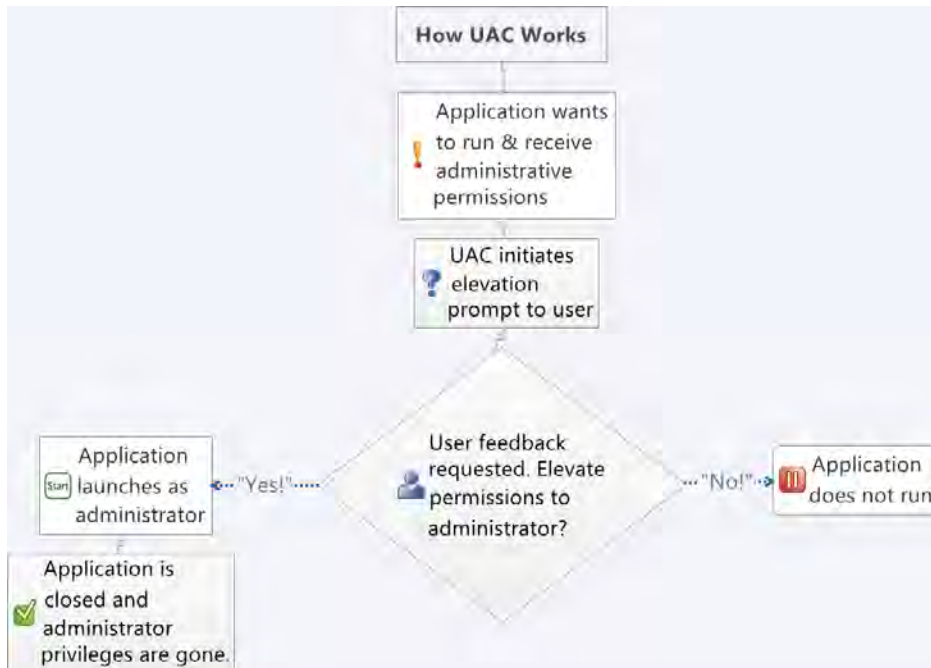 How UAC Works
Application wants
to run & receive
administrative
permissions
UAC initiates
elevation
prompt to user
User feedback
requested. Elevate
permissions to
administrator?
"Yes!"
"No!"
Start
Application
launches as
administrator
Application
does not run
Application is
closed and
administrator
privileges are gone.